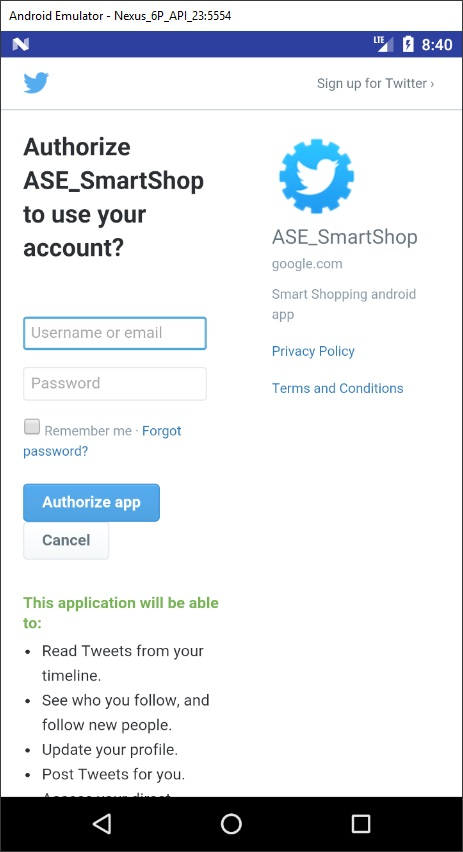 Android Emulator - Nexus_6P_API_23:5554
LTE 8:40
Sign up for Twitter ›
Authorize
ASE_SmartShop
to use your
account?
ASE_SmartShop
google.com
Smart Shopping android
app
Privacy Policy
Terms and Conditions
Username or email
Password
Remember me · Forgot
password?
Authorize app
Cancel
This application will be able
to:
• Read Tweets from your
timeline.
• See who you follow, and
follow new people.
• Update your profile.
• Post Tweets for you.
• Access your direct